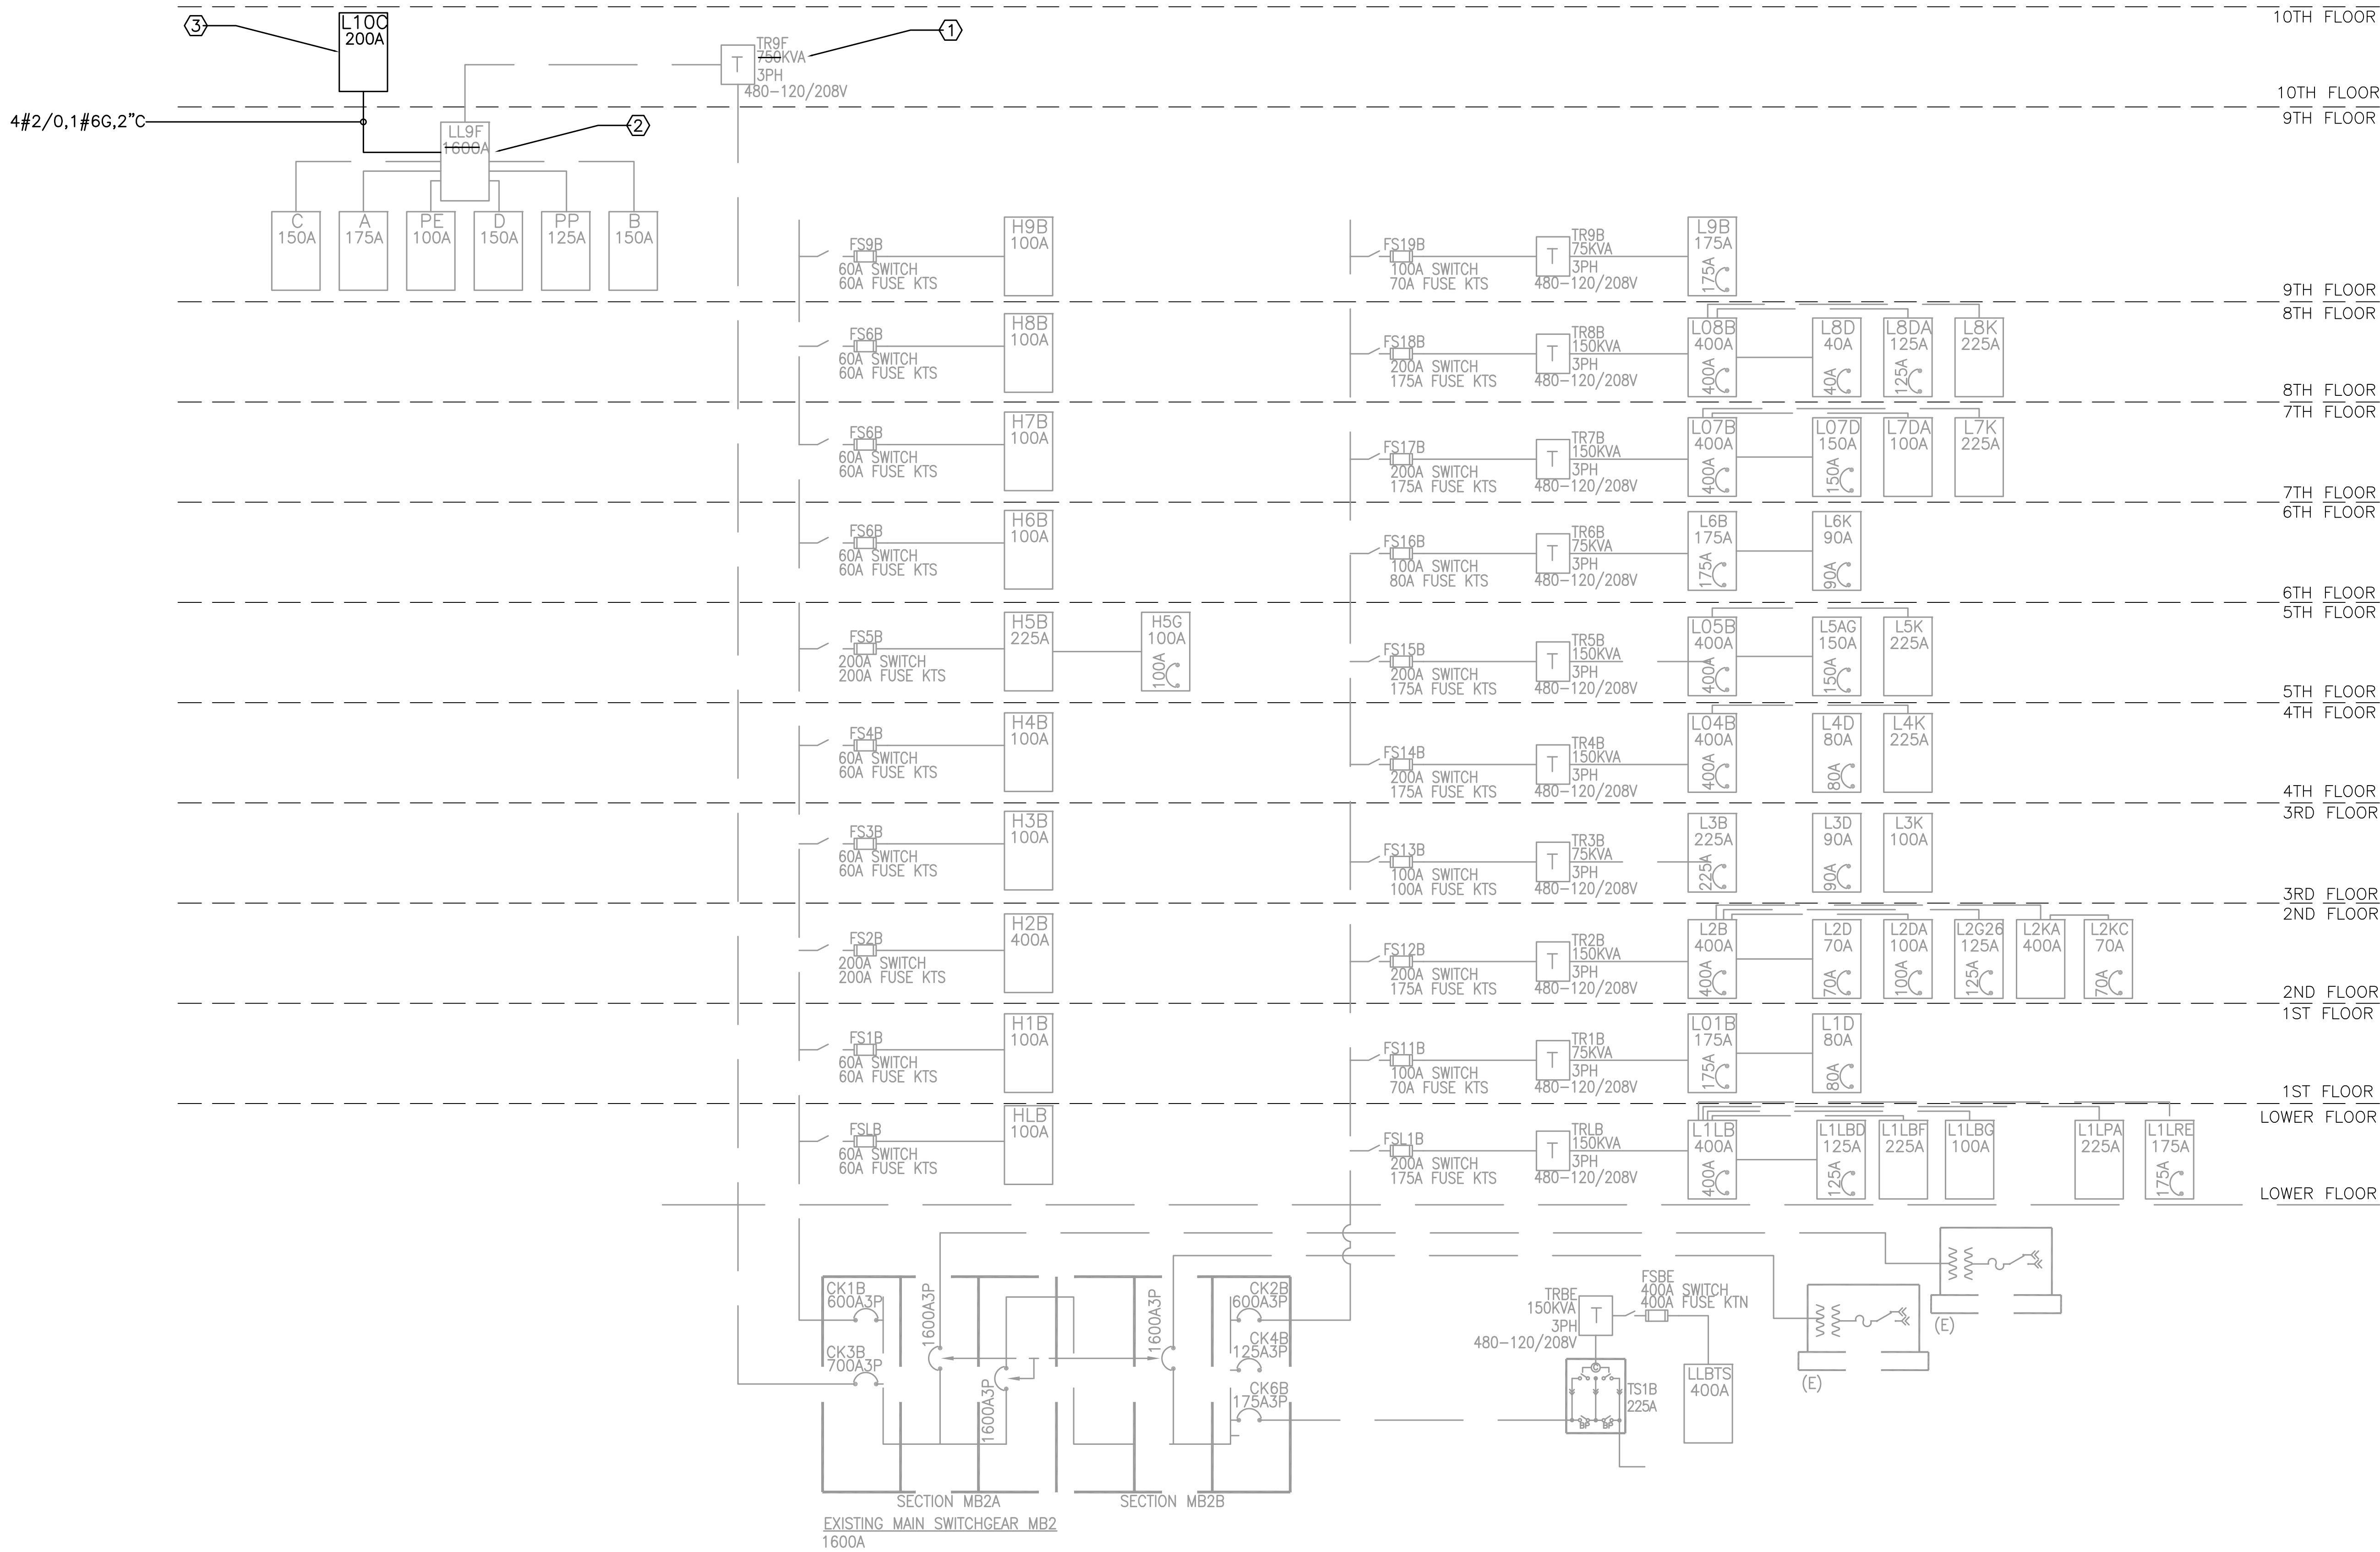 10TH FLOOR
3
L10C
200A
1
TR9F
750KVA
3PH
480-120/208V
10TH FLOOR
9TH FLOOR
4#2/0,1#6G,2"C
LL9F
1600A
2
C
150A
A
175A
PE
100A
D
150A
PP
125A
B
150A
FS9B
60A SWITCH
60A FUSE KTS
H9B
100A
FS19B
100A SWITCH
70A FUSE KTS
T
TR9B
75KVA
3PH
480-120/208V
L9B
175A
175A
9TH FLOOR
8TH FLOOR
FS6B
60A SWITCH
60A FUSE KTS
H8B
100A
FS18B
200A SWITCH
175A FUSE KTS
T
TR8B
150KVA
3PH
480-120/208V
L08B
400A
400A
L8D
40A
40A
L8DA
125A
125A
L8K
225A
8TH FLOOR
7TH FLOOR
FS6B
60A SWITCH
60A FUSE KTS
H7B
100A
FS17B
200A SWITCH
175A FUSE KTS
T
TR7B
150KVA
3PH
480-120/208V
L07B
400A
400A
L07D
150A
150A
L7DA
100A
L7K
225A
7TH FLOOR
6TH FLOOR
FS6B
60A SWITCH
60A FUSE KTS
H6B
100A
FS16B
100A SWITCH
80A FUSE KTS
T
TR6B
75KVA
3PH
480-120/208V
L6B
175A
175A
L6K
90A
90A
6TH FLOOR
5TH FLOOR
FS5B
200A SWITCH
200A FUSE KTS
H5B
225A
H5G
100A
100A
FS15B
200A SWITCH
175A FUSE KTS
T
TR5B
150KVA
3PH
480-120/208V
L05B
400A
400A
L5AG
150A
150A
L5K
225A
5TH FLOOR
4TH FLOOR
FS4B
60A SWITCH
60A FUSE KTS
H4B
100A
FS14B
200A SWITCH
175A FUSE KTS
T
TR4B
150KVA
3PH
480-120/208V
L04B
400A
400A
L4D
80A
80A
L4K
225A
4TH FLOOR
3RD FLOOR
FS3B
60A SWITCH
60A FUSE KTS
H3B
100A
FS13B
100A SWITCH
100A FUSE KTS
T
TR3B
75KVA
3PH
480-120/208V
L3B
225A
225A
L3D
90A
90A
L3K
100A
3RD FLOOR
2ND FLOOR
FS2B
200A SWITCH
200A FUSE KTS
H2B
400A
FS12B
200A SWITCH
175A FUSE KTS
T
TR2B
150KVA
3PH
480-120/208V
L2B
400A
400A
L2D
70A
70A
L2DA
100A
100A
L2G26
125A
125A
L2KA
400A
L2KC
70A
70A
2ND FLOOR
1ST FLOOR
FS1B
60A SWITCH
60A FUSE KTS
H1B
100A
FS11B
100A SWITCH
70A FUSE KTS
T
TR1B
75KVA
3PH
480-120/208V
L01B
175A
175A
L1D
80A
80A
1ST FLOOR
LOWER FLOOR
FSLB
60A SWITCH
60A FUSE KTS
HLB
100A
FSL1B
200A SWITCH
175A FUSE KTS
T
TRLB
150KVA
3PH
480-120/208V
L1LB
400A
400A
L1LBD
125A
125A
L1LBF
225A
L1LBG
100A
L1LPA
225A
L1LRE
175A
175A
LOWER FLOOR
CK1B
600A3P
1600A3P
CK3B
700A3P
1600A3P
T
1600A3P
CK2B
600A3P
CK4B
125A3P
CK6B
175A3P
TRBE
150KVA
3PH
480-120/208V
T
FSBE
400A SWITCH
400A FUSE KTN
C
BP
BP
TS1B
225A
LLBTS
400A
(E)
(E)
SECTION MB2A
SECTION MB2B
EXISTING MAIN SWITCHGEAR MB2
1600A
T